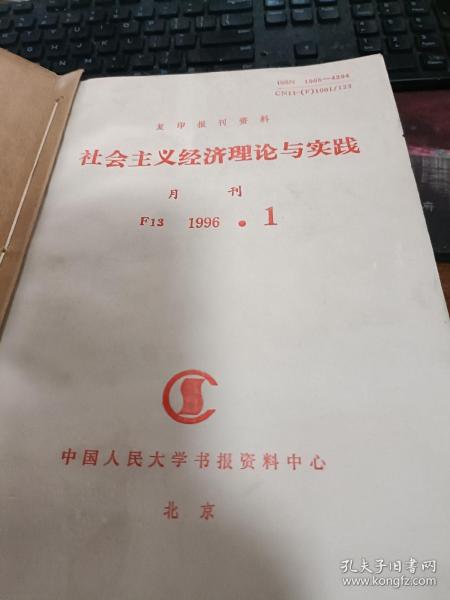 ISSN 1005—4294
CN11-(F)1001/123
复印报刊资料
社会主义经济理论与实践
月刊
F13 1996.1
中国人民大学书报资料中心
北京
孔夫子旧书网
www.kongfz.com